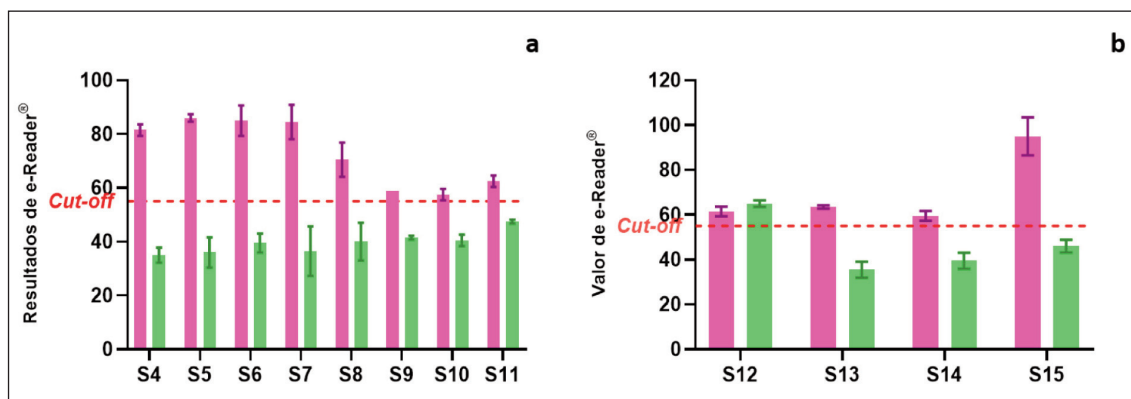 a
Resultados de e-Reader®
100
80
60
40
20
0
Cut-off
S4 S5 S6 S7 S8 S9 S10 S11
b
Valor de e-Reader®
120
100
80
60
40
20
0
Cut-off
S12 S13 S14 S15